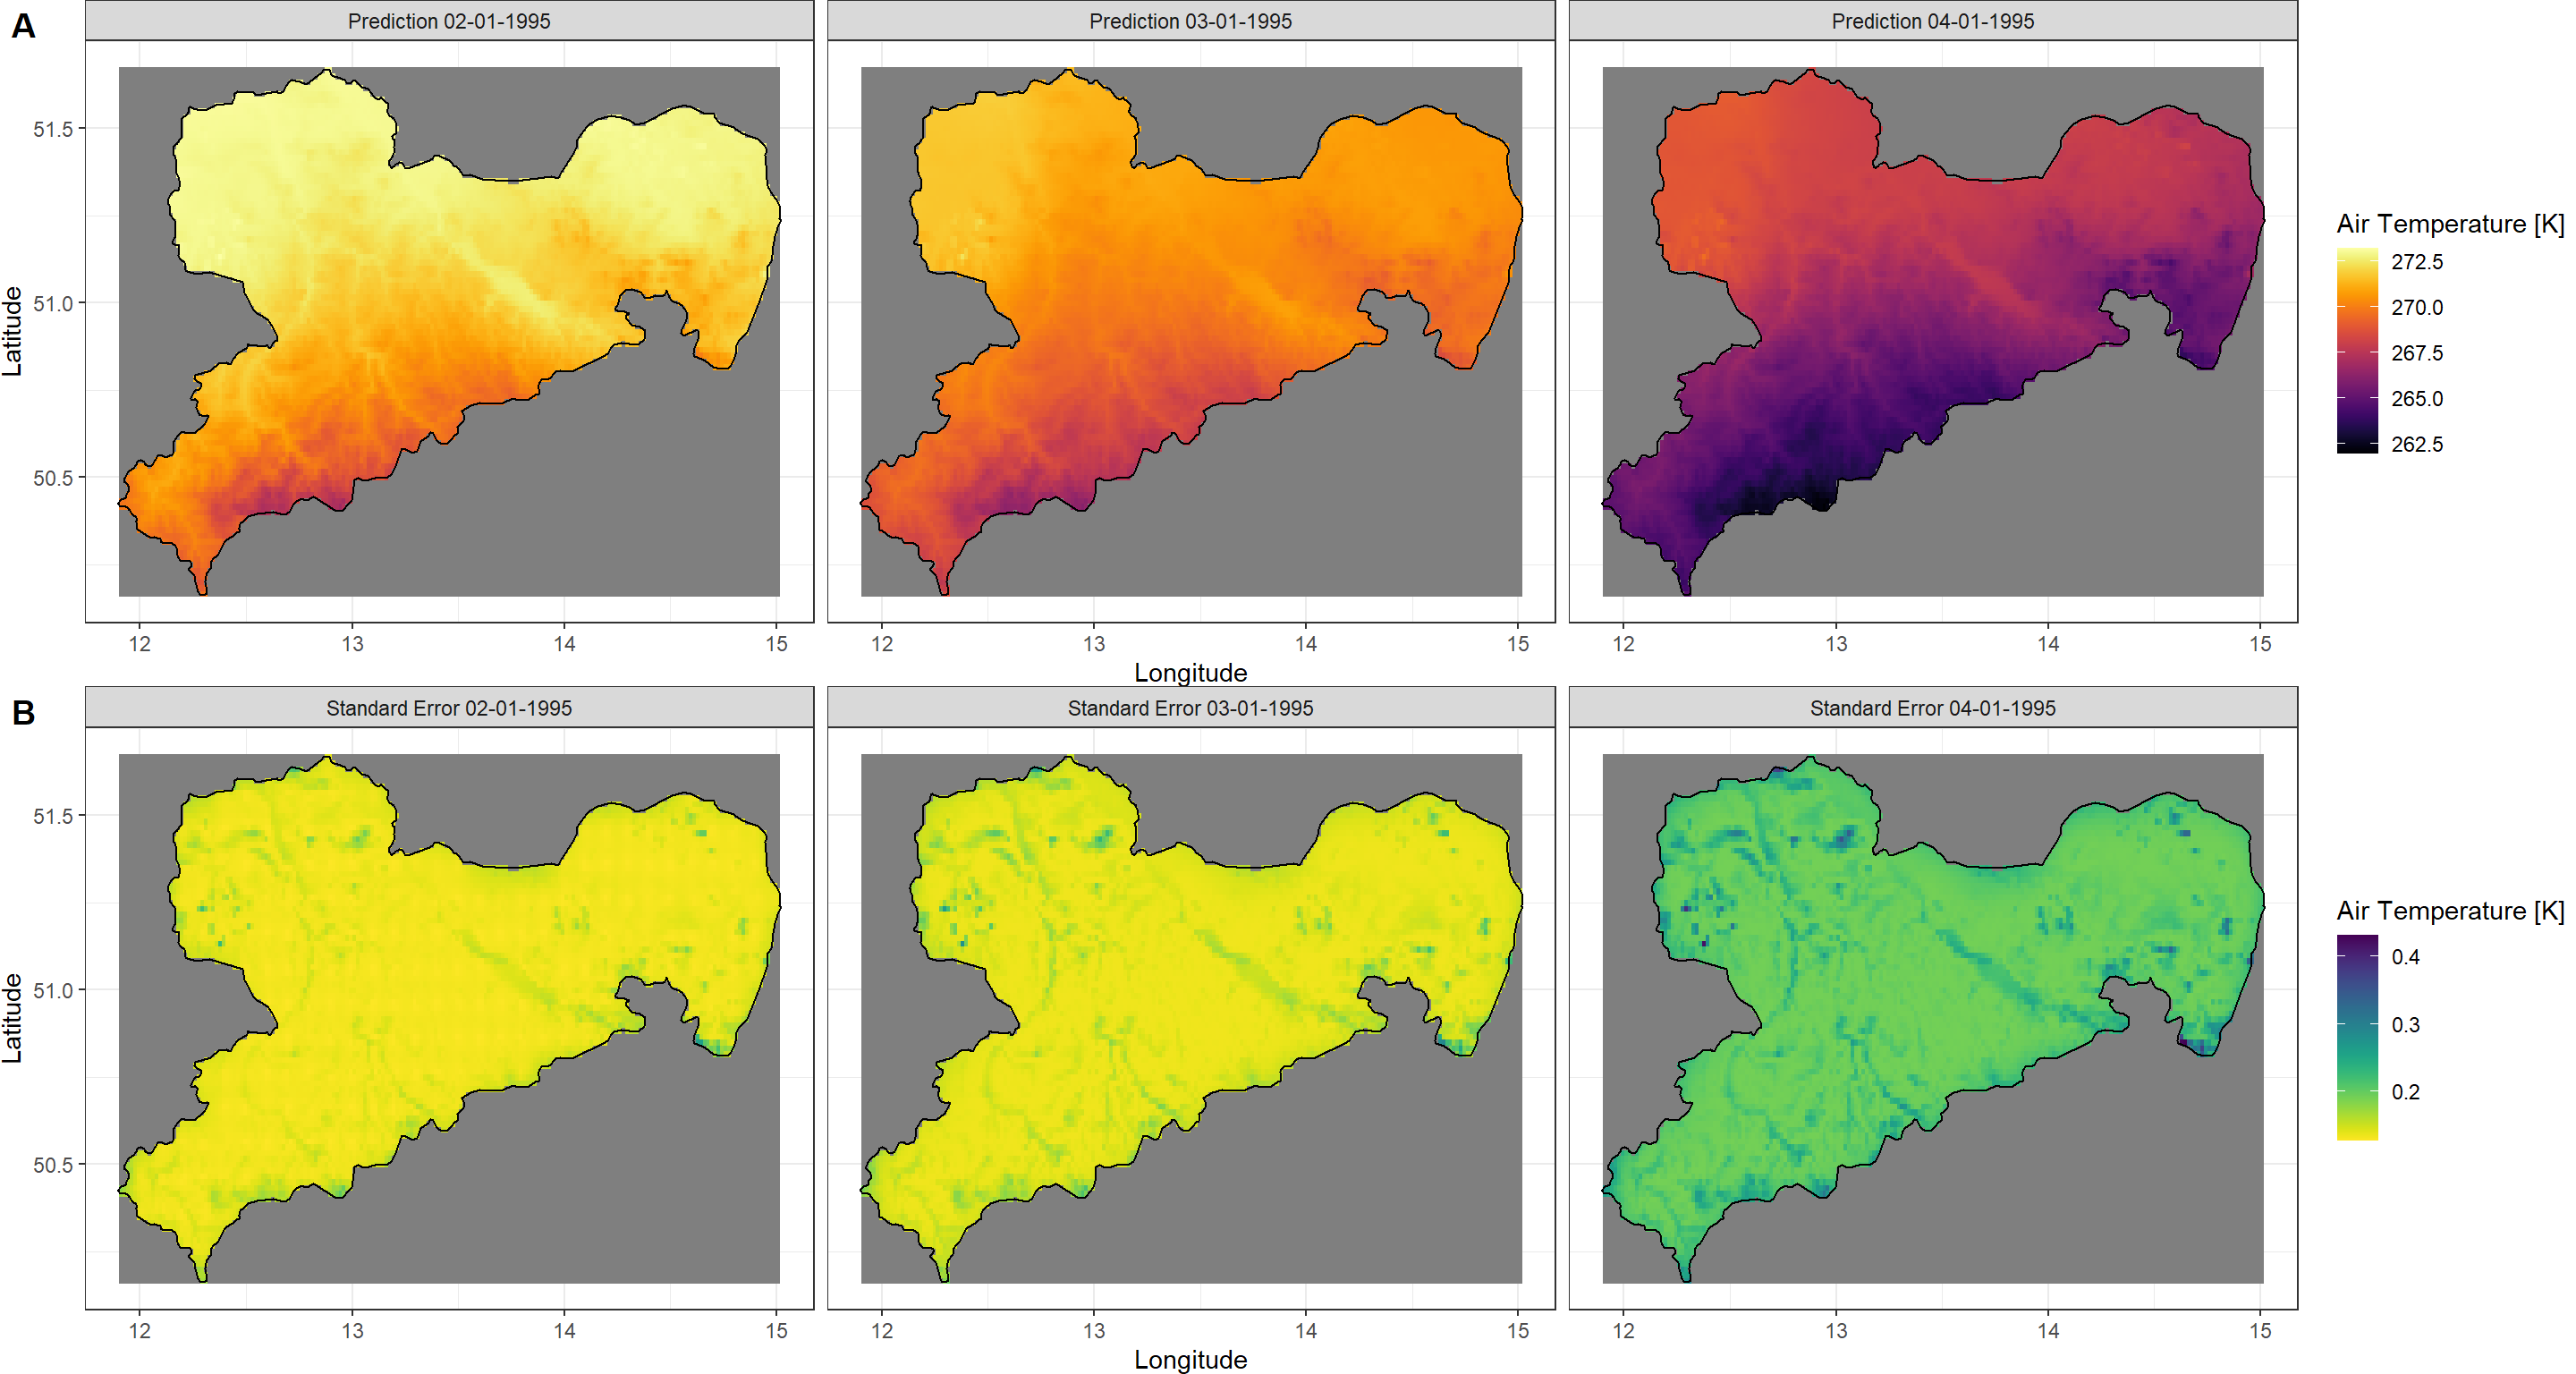 A
Prediction 02-01-1995
Prediction 03-01-1995
Prediction 04-01-1995
Latitude
51.5
51.0
50.5
12 13 14 15
12 13 14 15
12 13 14 15
Longitude
Air Temperature [K]
272.5
270.0
267.5
265.0
262.5
B
Standard Error 02-01-1995
Standard Error 03-01-1995
Standard Error 04-01-1995
Latitude
51.5
51.0
50.5
12 13 14 15
12 13 14 15
12 13 14 15
Longitude
Air Temperature [K]
0.4
0.3
0.2